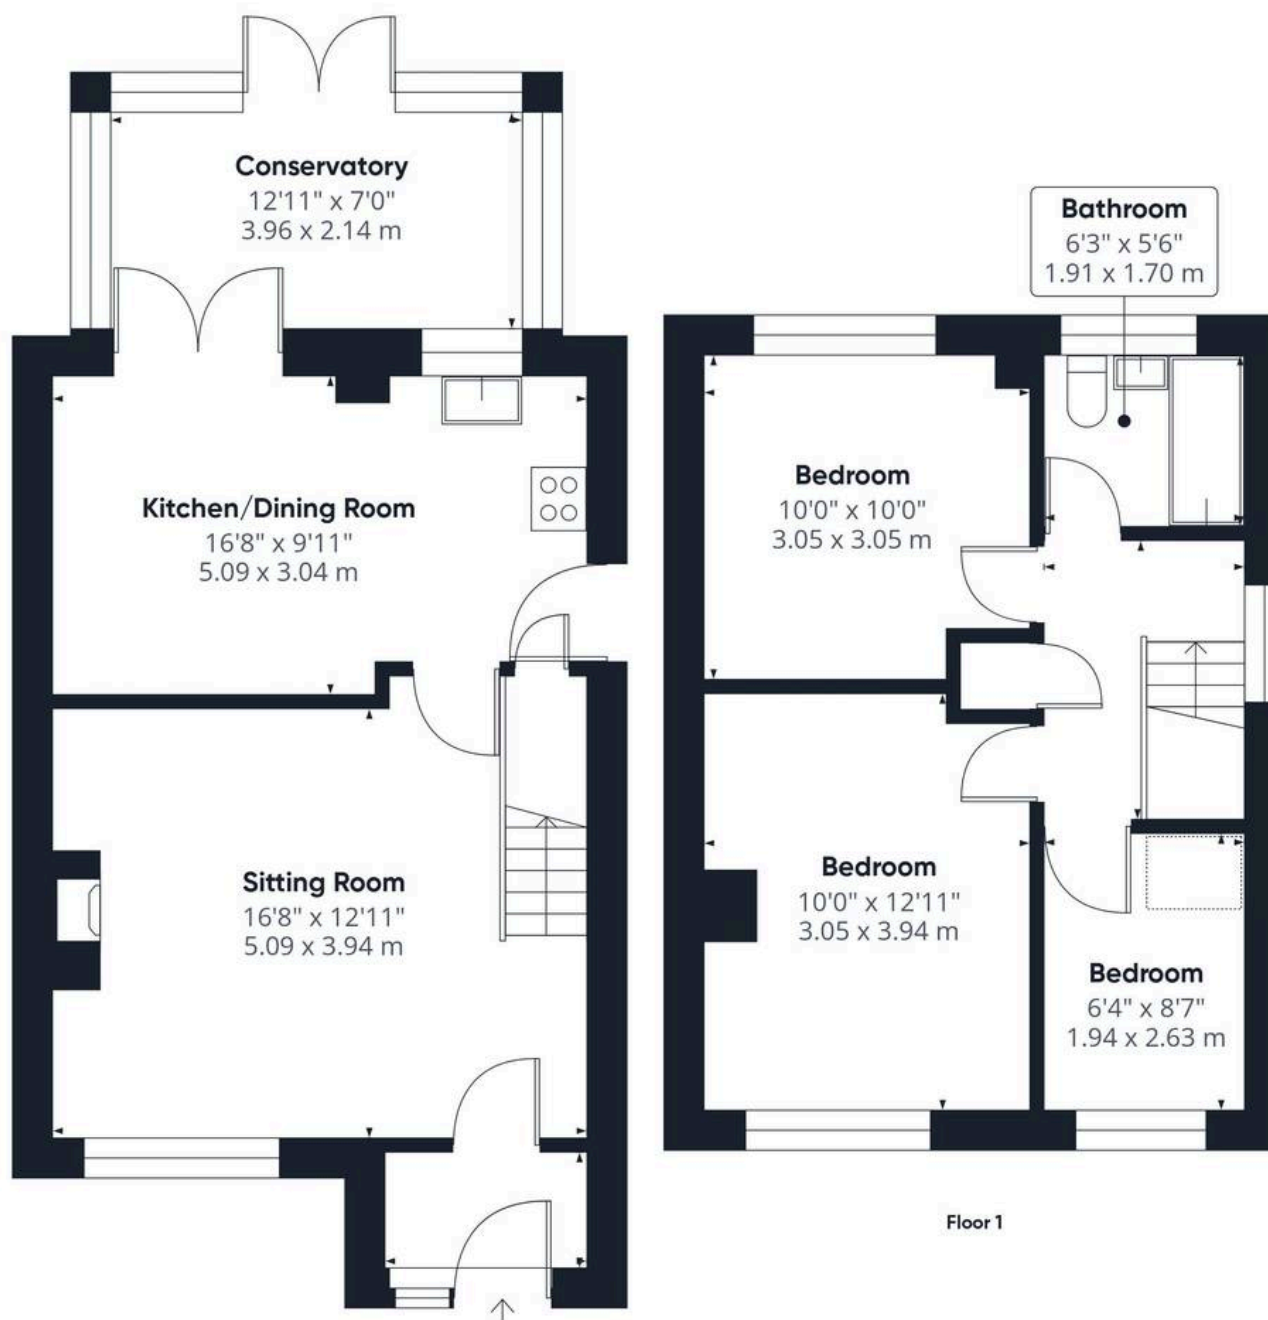 Conservatory
12'11" x 7'0"
3.96 x 2.14 m
Kitchen/Dining Room
16'8" x 9'11"
5.09 x 3.04 m
Sitting Room
16'8" x 12'11"
5.09 x 3.94 m
Bathroom
6'3" x 5'6"
1.91 x 1.70 m
Bedroom
10'0" x 10'0"
3.05 x 3.05 m
Bedroom
10'0" x 12'11"
3.05 x 3.94 m
Bedroom
6'4" x 8'7"
1.94 x 2.63 m
Floor 1